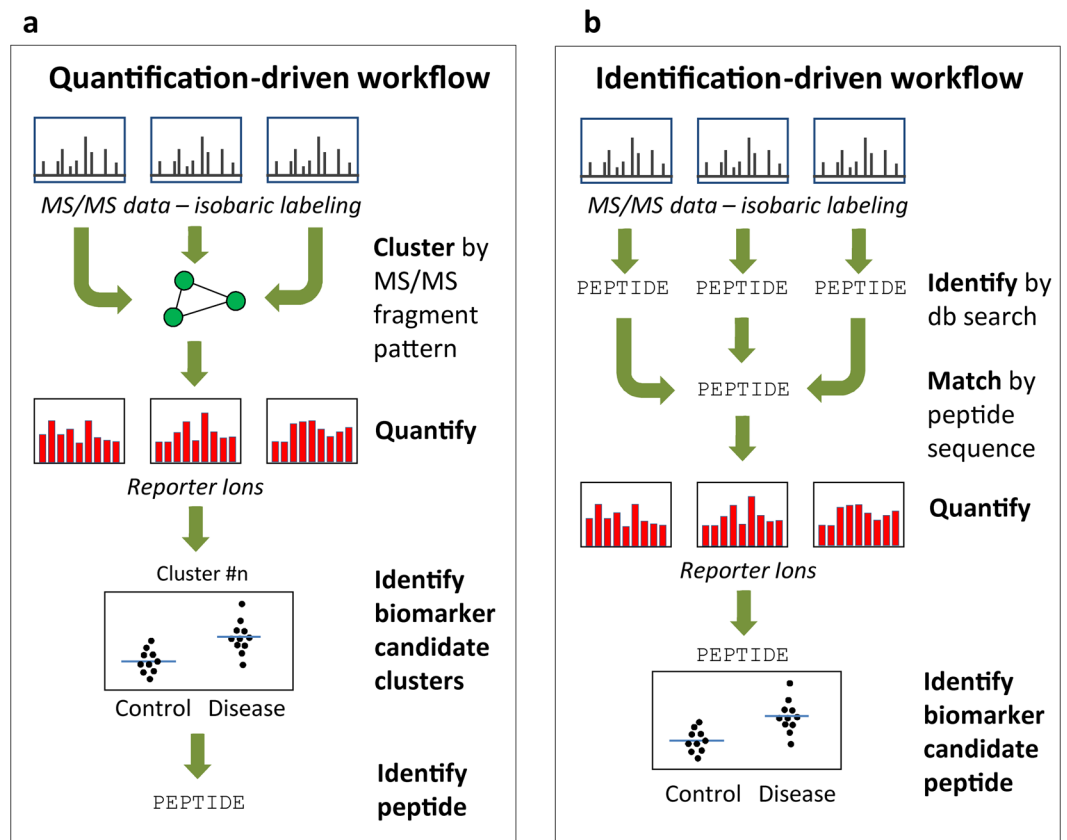 a
Quantification-driven workflow
MS/MS data – isobaric labeling
Cluster by
MS/MS
fragment
pattern
Quantify
Reporter Ions
Cluster #n
Identify
biomarker
candidate
clusters
Control Disease
Identify
peptide
PEPTIDE
b
Identification-driven workflow
MS/MS data – isobaric labeling
PEPTIDE PEPTIDE PEPTIDE
Identify by
db search
PEPTIDE
Match by
peptide
sequence
Quantify
Reporter Ions
PEPTIDE
Identify
biomarker
candidate
peptide
Control Disease